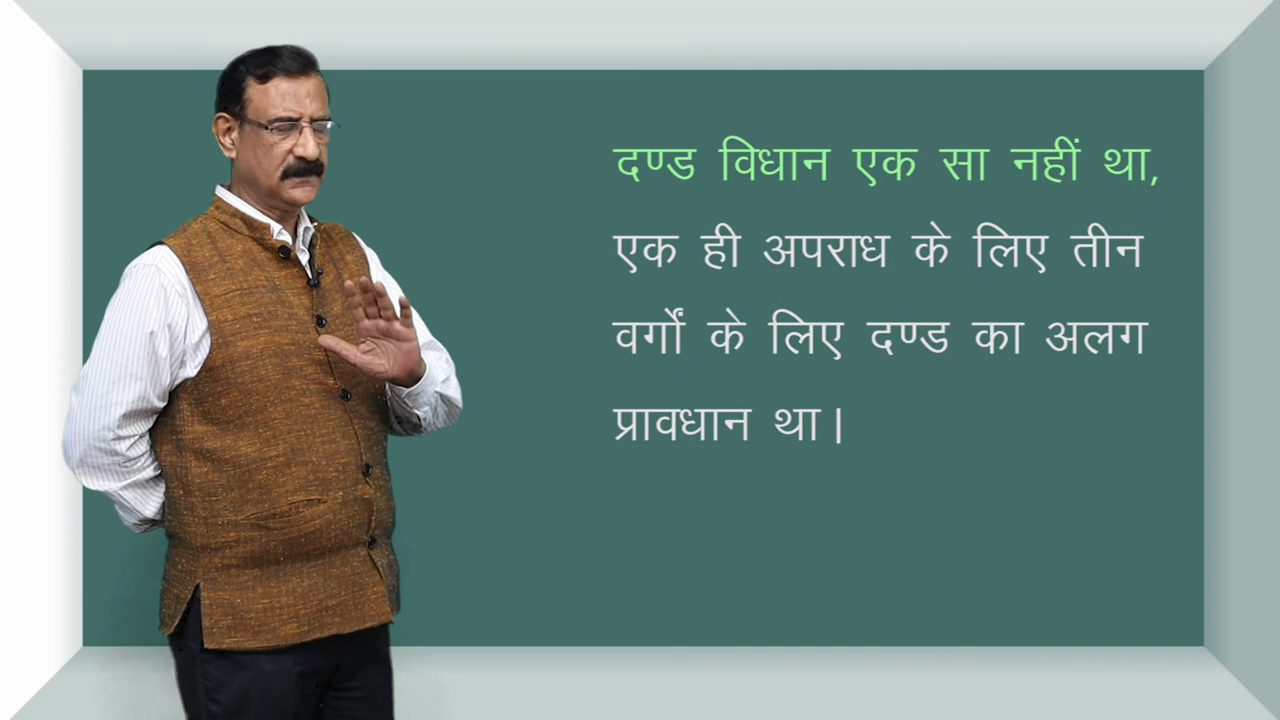 दण्ड विधान एक सा नहीं था,
एक ही अपराध के लिए तीन
वर्गों के लिए दण्ड का अलग
प्रावधान था।